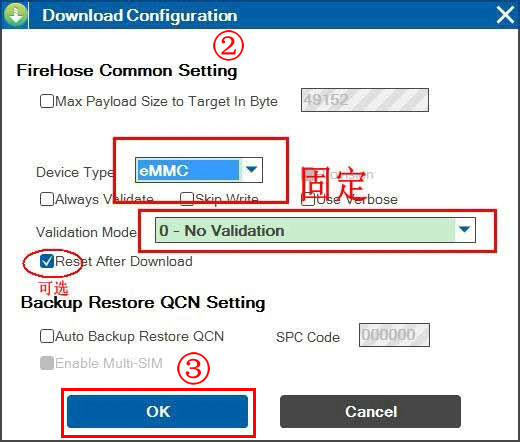 Download Configuration
②
FireHose Common Setting
Max Payload Size to Target In Byte 49152
Device Type eMMC
固定
Always Validate Skip Write Use Verbose
Validation Mode 0 - No Validation
Reset After Download
可选
Backup Restore QCN Setting
Auto Backup Restore QCN SPC Code 000000
Enable Multi-SIM
③
OK Cancel